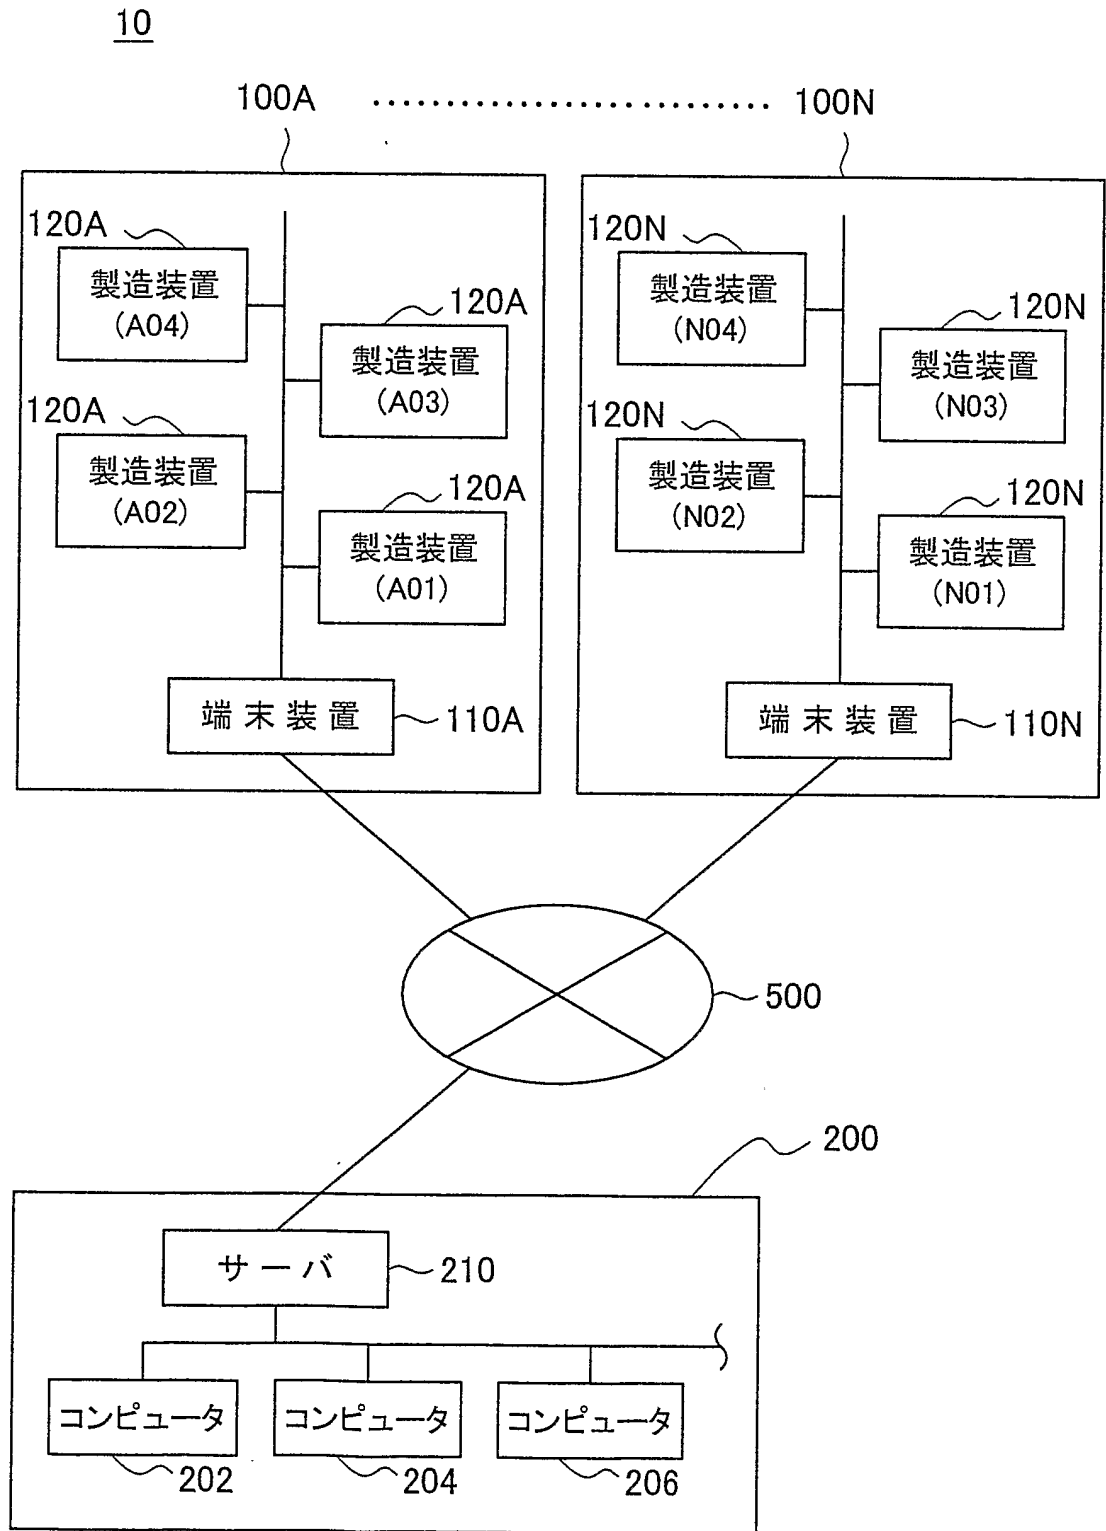 10
100A ・・・・・・・・・・・・・・・・・・・・・ 100N
120A
製造装置
(A04)
120A
製造装置
(A03)
120A
製造装置
(A02)
120A
製造装置
(A01)
端末装置
110A
120N
製造装置
(N04)
120N
製造装置
(N03)
120N
製造装置
(N02)
120N
製造装置
(N01)
端末装置
110N
500
200
サーバ
210
コンピュータ
202
コンピュータ
204
コンピュータ
206